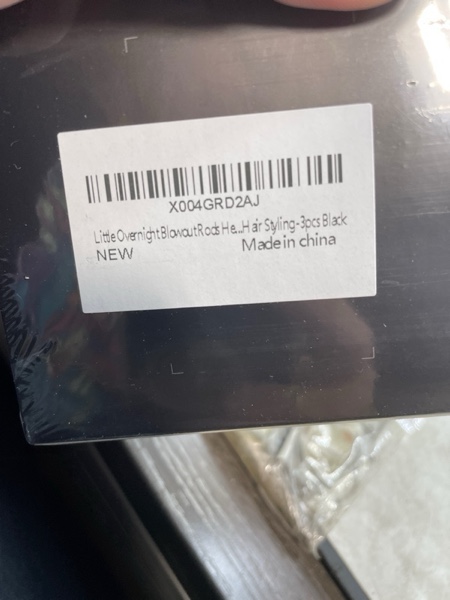 X004GRD2AJ
Little Overnight Blowout Rods He...Hair Styling-3pcs Black
NEW
Made in china